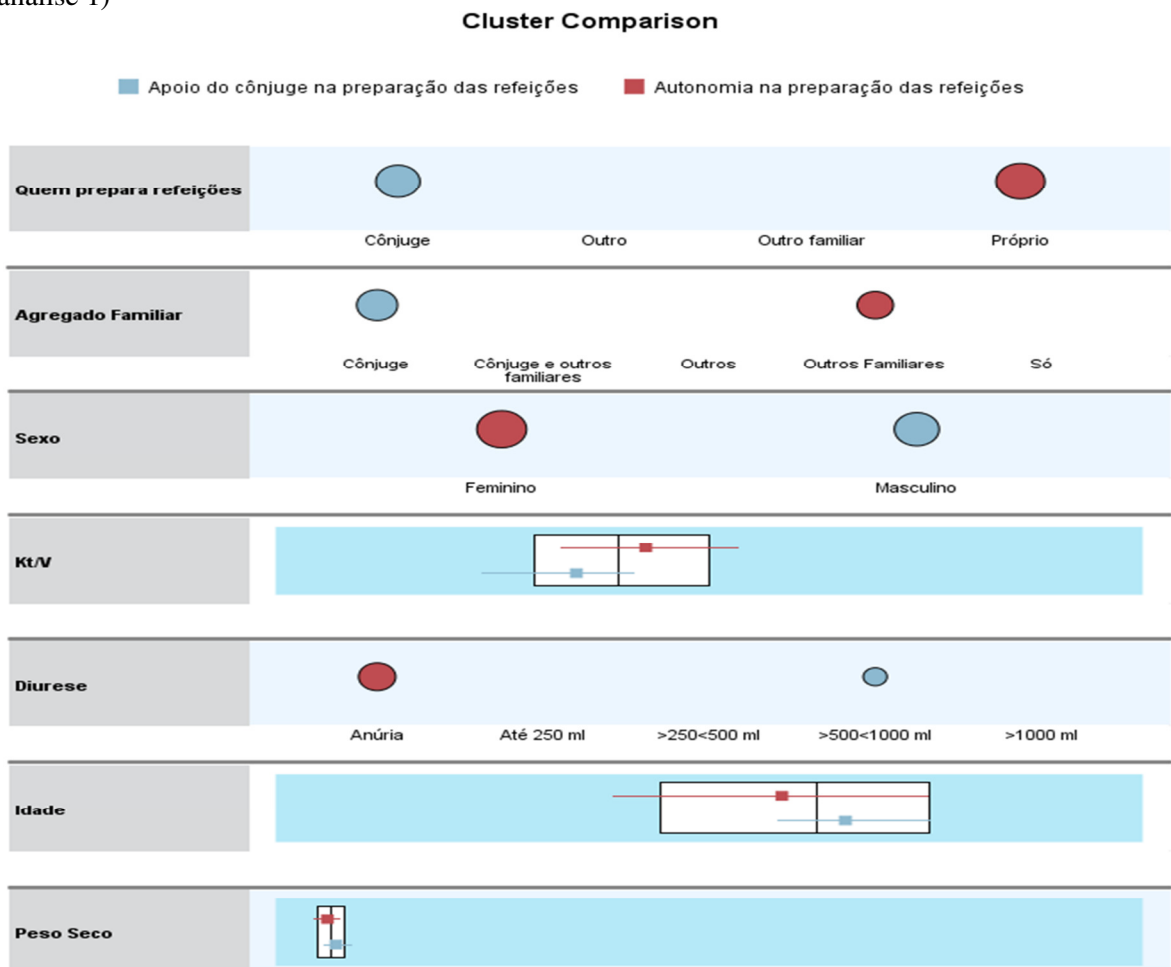 análise 1)
Cluster Comparison
Apoio do cônjuge na preparação das refeições Autonomia na preparação das refeições
Quem prepara refeições
Cônjuge Outro Outro familiar Próprio
Agregado Familiar
Cônjuge Cônjuge e outros familiares Outros Outros Familiares Só
Sexo
Feminino Masculino
Kt/V
Diurese
Anúria Até 250 ml >250<500 ml >500<1000 ml >1000 ml
Idade
Peso Seco